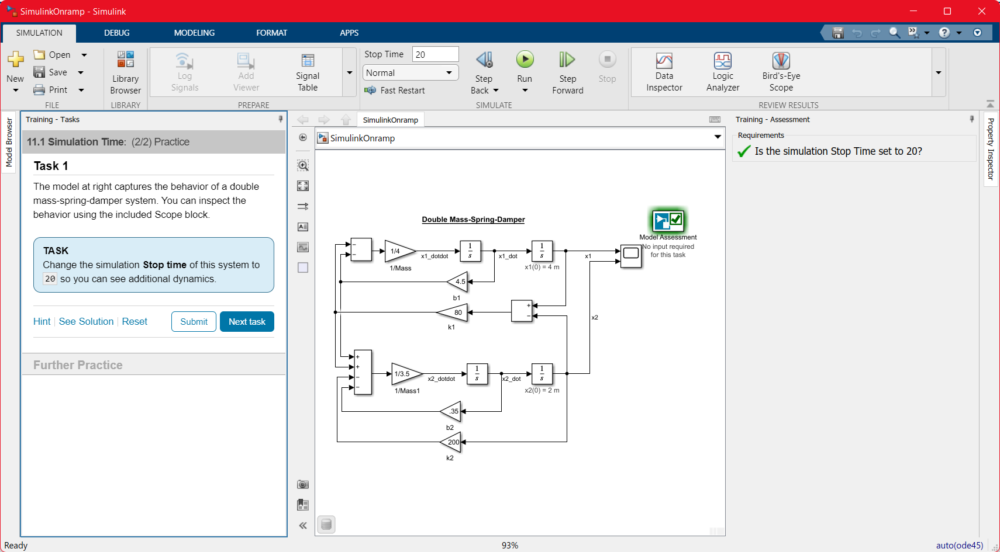 SimulinkOnramp - Simulink
SIMULATION DEBUG MODELING FORMAT APPS
New
Open
Save
Print
FILE
Library
Browser
LIBRARY
Log
Signals
Add
Viewer
Signal
Table
PREPARE
Stop Time 20
Normal
Fast Restart
Step
Back
Run
Step
Forward
Stop
SIMULATE
Data
Inspector
Logic
Analyzer
Bird's-Eye
Scope
REVIEW RESULTS
Model Browser
Training - Tasks
11.1 Simulation Time: (2/2) Practice
Task 1
The model at right captures the behavior of a double
mass-spring-damper system. You can inspect the
behavior using the included Scope block.
TASK
Change the simulation Stop time of this system to
20 so you can see additional dynamics.
Hint See Solution Reset Submit Next task
Further Practice
SimulinkOnramp
SimulinkOnramp
Double Mass-Spring-Damper
Model Assessment
No input required
for this task
1/4
1/Mass
x1_dotdot
1
s
x1_dot
1
s
x1(0) = 4 m
x1
4.5
b1
80
k1
x2
1/3.5
1/Mass1
x2_dotdot
1
s
x2_dot
1
s
x2(0) = 2 m
.35
b2
200
k2
Training - Assessment
Requirements
Is the simulation Stop Time set to 20?
Property Inspector
Ready
93%
auto(ode45)